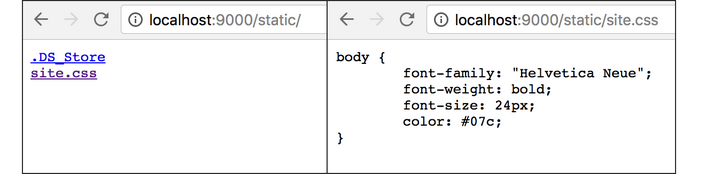 localhost:9000/static/
.DS_Store
site.css
localhost:9000/static/site.css
body {
font-family: "Helvetica Neue";
font-weight: bold;
font-size: 24px;
color: #07c;
}